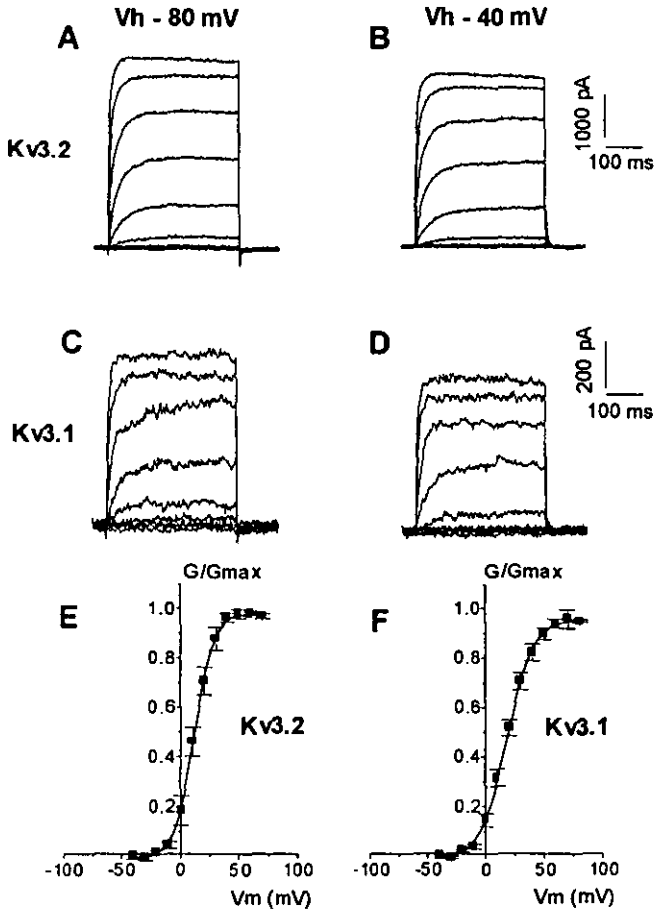 Vh - 80 mV
Vh - 40 mV
A
B
Kv3.2
1000 pA
100 ms
C
D
Kv3.1
200 pA
100 ms
G/Gmax
E
1.0
0.8
0.6
0.4
0.2
Kv3.2
-100
-50
0
50
100
Vm (mV)
G/Gmax
F
1.0
0.8
0.6
0.4
0.2
Kv3.1
-100
-50
0
50
100
Vm (mV)